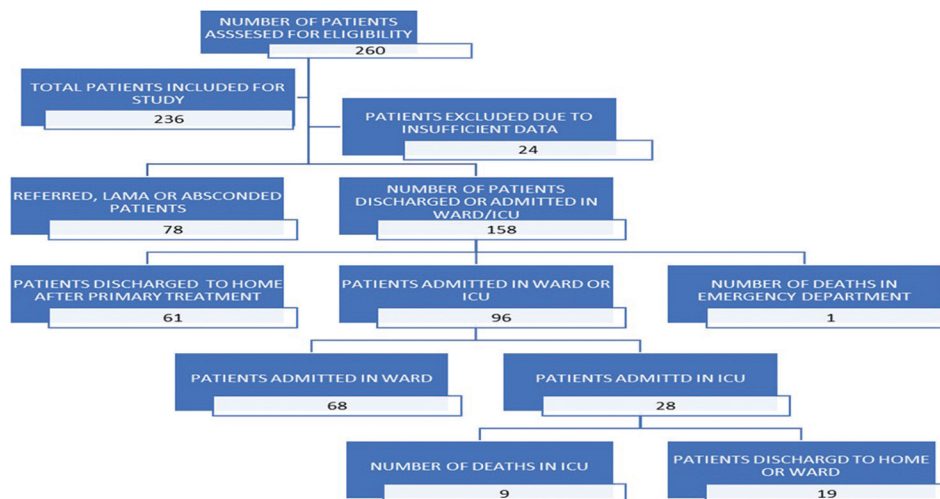 NUMBER OF PATIENTS
ASSSESED FOR ELIGIBILITY
260
TOTAL PATIENTS INCLUDED FOR
STUDY
236
PATIENTS EXCLUDED DUE TO
INSUFFICIENT DATA
24
REFERRED, LAMA OR ABSCONDED
PATIENTS
78
NUMBER OF PATIENTS
DISCHARGED OR ADMITTED IN
WARD/ICU
158
PATIENTS DISCHARGED TO HOME
AFTER PRIMARY TREATMENT
61
PATIENTS ADMITTED IN WARD OR
ICU
96
NUMBER OF DEATHS IN
EMERGENCY DEPARTMENT
1
PATIENTS ADMITTED IN WARD
68
PATIENTS ADMITTD IN ICU
28
NUMBER OF DEATHS IN ICU
9
PATIENTS DISCHARGD TO HOME
OR WARD
19